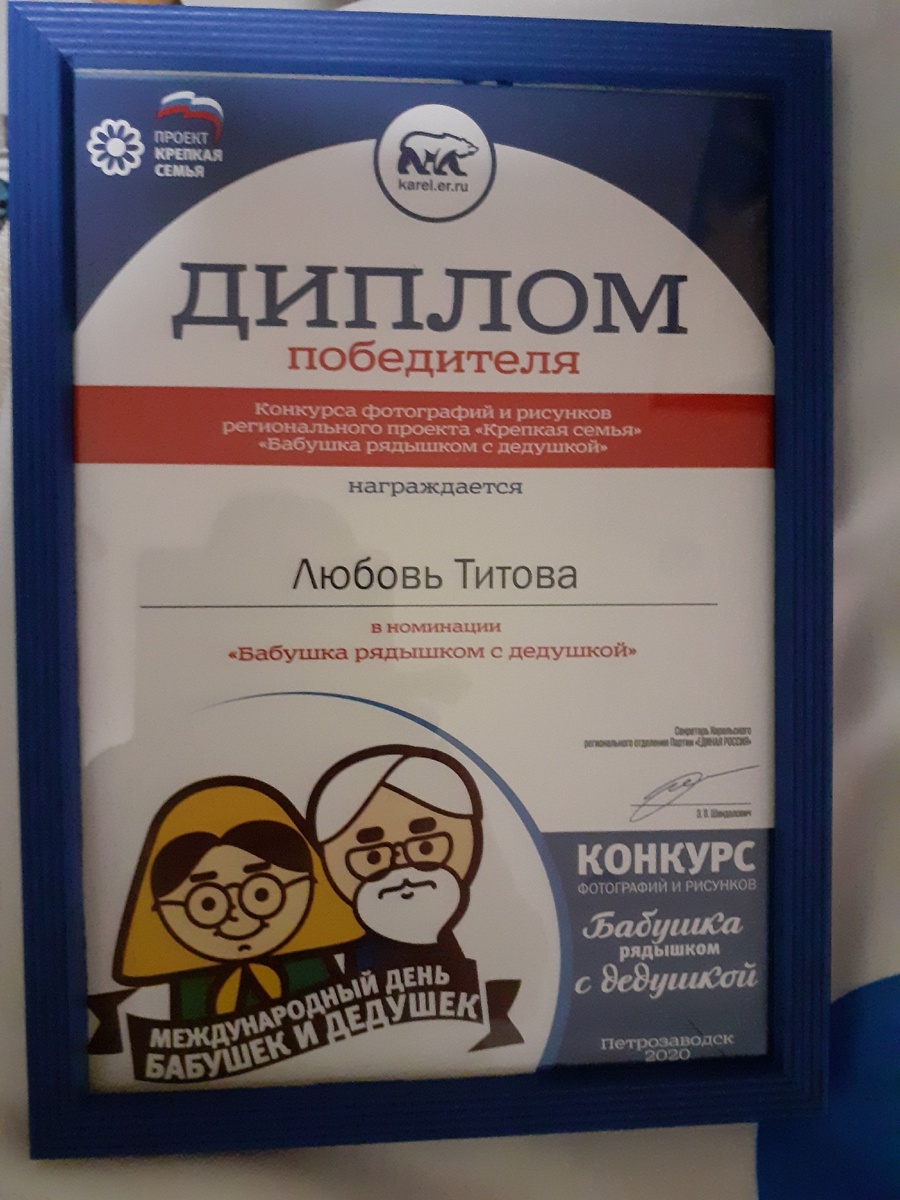 ПРОЕКТ
КРЕПКАЯ
СЕМЬЯ
karel.er.ru
ДИПЛОМ
победителя
Конкурса фотографий и рисунков
регионального проекта «Крепкая семья»
«Бабушка рядышком с дедушкой»
награждается
Любовь Титова
в номинации
«Бабушка рядышком с дедушкой»
Секретарь Карельского
регионального отделения Партии «ЕДИНАЯ РОССИЯ»
Э. В. Шандалович
МЕЖДУНАРОДНЫЙ ДЕНЬ
БАБУШЕК И ДЕДУШЕК
КОНКУРС
ФОТОГРАФИЙ И РИСУНКОВ
Бабушка
рядышком
с дедушкой
Петрозаводск
2020